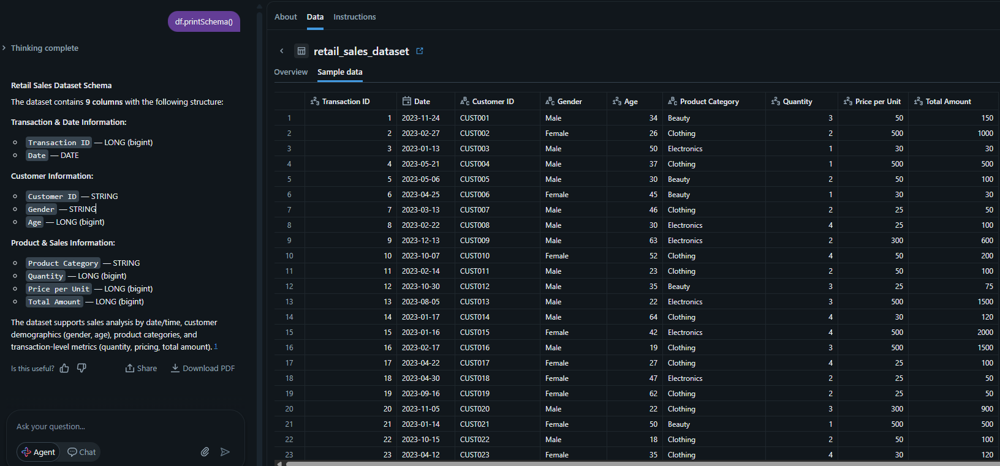 df.printSchema()
Thinking complete
Retail Sales Dataset Schema
The dataset contains 9 columns with the following structure:
Transaction & Date Information:
Transaction ID — LONG (bigint)
Date — DATE
Customer Information:
Customer ID — STRING
Gender — STRING
Age — LONG (bigint)
Product & Sales Information:
Product Category — STRING
Quantity — LONG (bigint)
Price per Unit — LONG (bigint)
Total Amount — LONG (bigint)
The dataset supports sales analysis by date/time, customer
demographics (gender, age), product categories, and
transaction-level metrics (quantity, pricing, total amount). 1
Is this useful? Share Download PDF
Ask your question...
Agent Chat
About Data Instructions
retail_sales_dataset
Overview Sample data
Transaction ID Date Customer ID Gender Age Product Category Quantity Price per Unit Total Amount
1 1 2023-11-24 CUST001 Male 34 Beauty 3 50 150
2 2 2023-02-27 CUST002 Female 26 Clothing 2 500 1000
3 3 2023-01-13 CUST003 Male 50 Electronics 1 30 30
4 4 2023-05-21 CUST004 Male 37 Clothing 1 500 500
5 5 2023-05-06 CUST005 Male 30 Beauty 2 50 100
6 6 2023-04-25 CUST006 Female 45 Beauty 1 30 30
7 7 2023-03-13 CUST007 Male 46 Clothing 2 25 50
8 8 2023-02-22 CUST008 Male 30 Electronics 4 25 100
9 9 2023-12-13 CUST009 Male 63 Electronics 2 300 600
10 10 2023-10-07 CUST010 Female 52 Clothing 4 50 200
11 11 2023-02-14 CUST011 Male 23 Clothing 2 50 100
12 12 2023-10-30 CUST012 Male 35 Beauty 3 25 75
13 13 2023-08-05 CUST013 Male 22 Electronics 3 500 1500
14 14 2023-01-17 CUST014 Male 64 Clothing 4 30 120
15 15 2023-01-16 CUST015 Female 42 Electronics 4 500 2000
16 16 2023-02-17 CUST016 Male 19 Clothing 3 500 1500
17 17 2023-04-22 CUST017 Female 27 Clothing 4 25 100
18 18 2023-04-30 CUST018 Female 47 Electronics 2 25 50
19 19 2023-09-16 CUST019 Female 62 Clothing 2 25 50
20 20 2023-11-05 CUST020 Male 22 Clothing 3 300 900
21 21 2023-01-14 CUST021 Female 50 Beauty 1 500 500
22 22 2023-10-15 CUST022 Male 18 Clothing 2 50 100
23 23 2023-04-12 CUST023 Female 35 Clothing 4 30 120